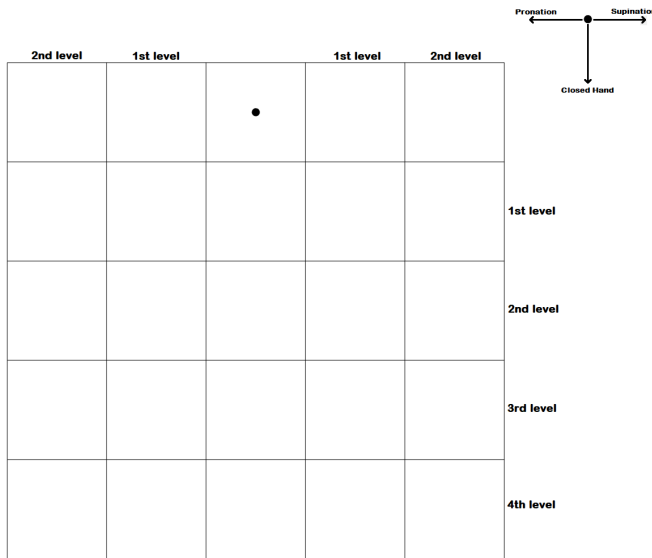 Pronation Supination
Closed Hand
2nd level 1st level 1st level 2nd level
1st level
2nd level
3rd level
4th level